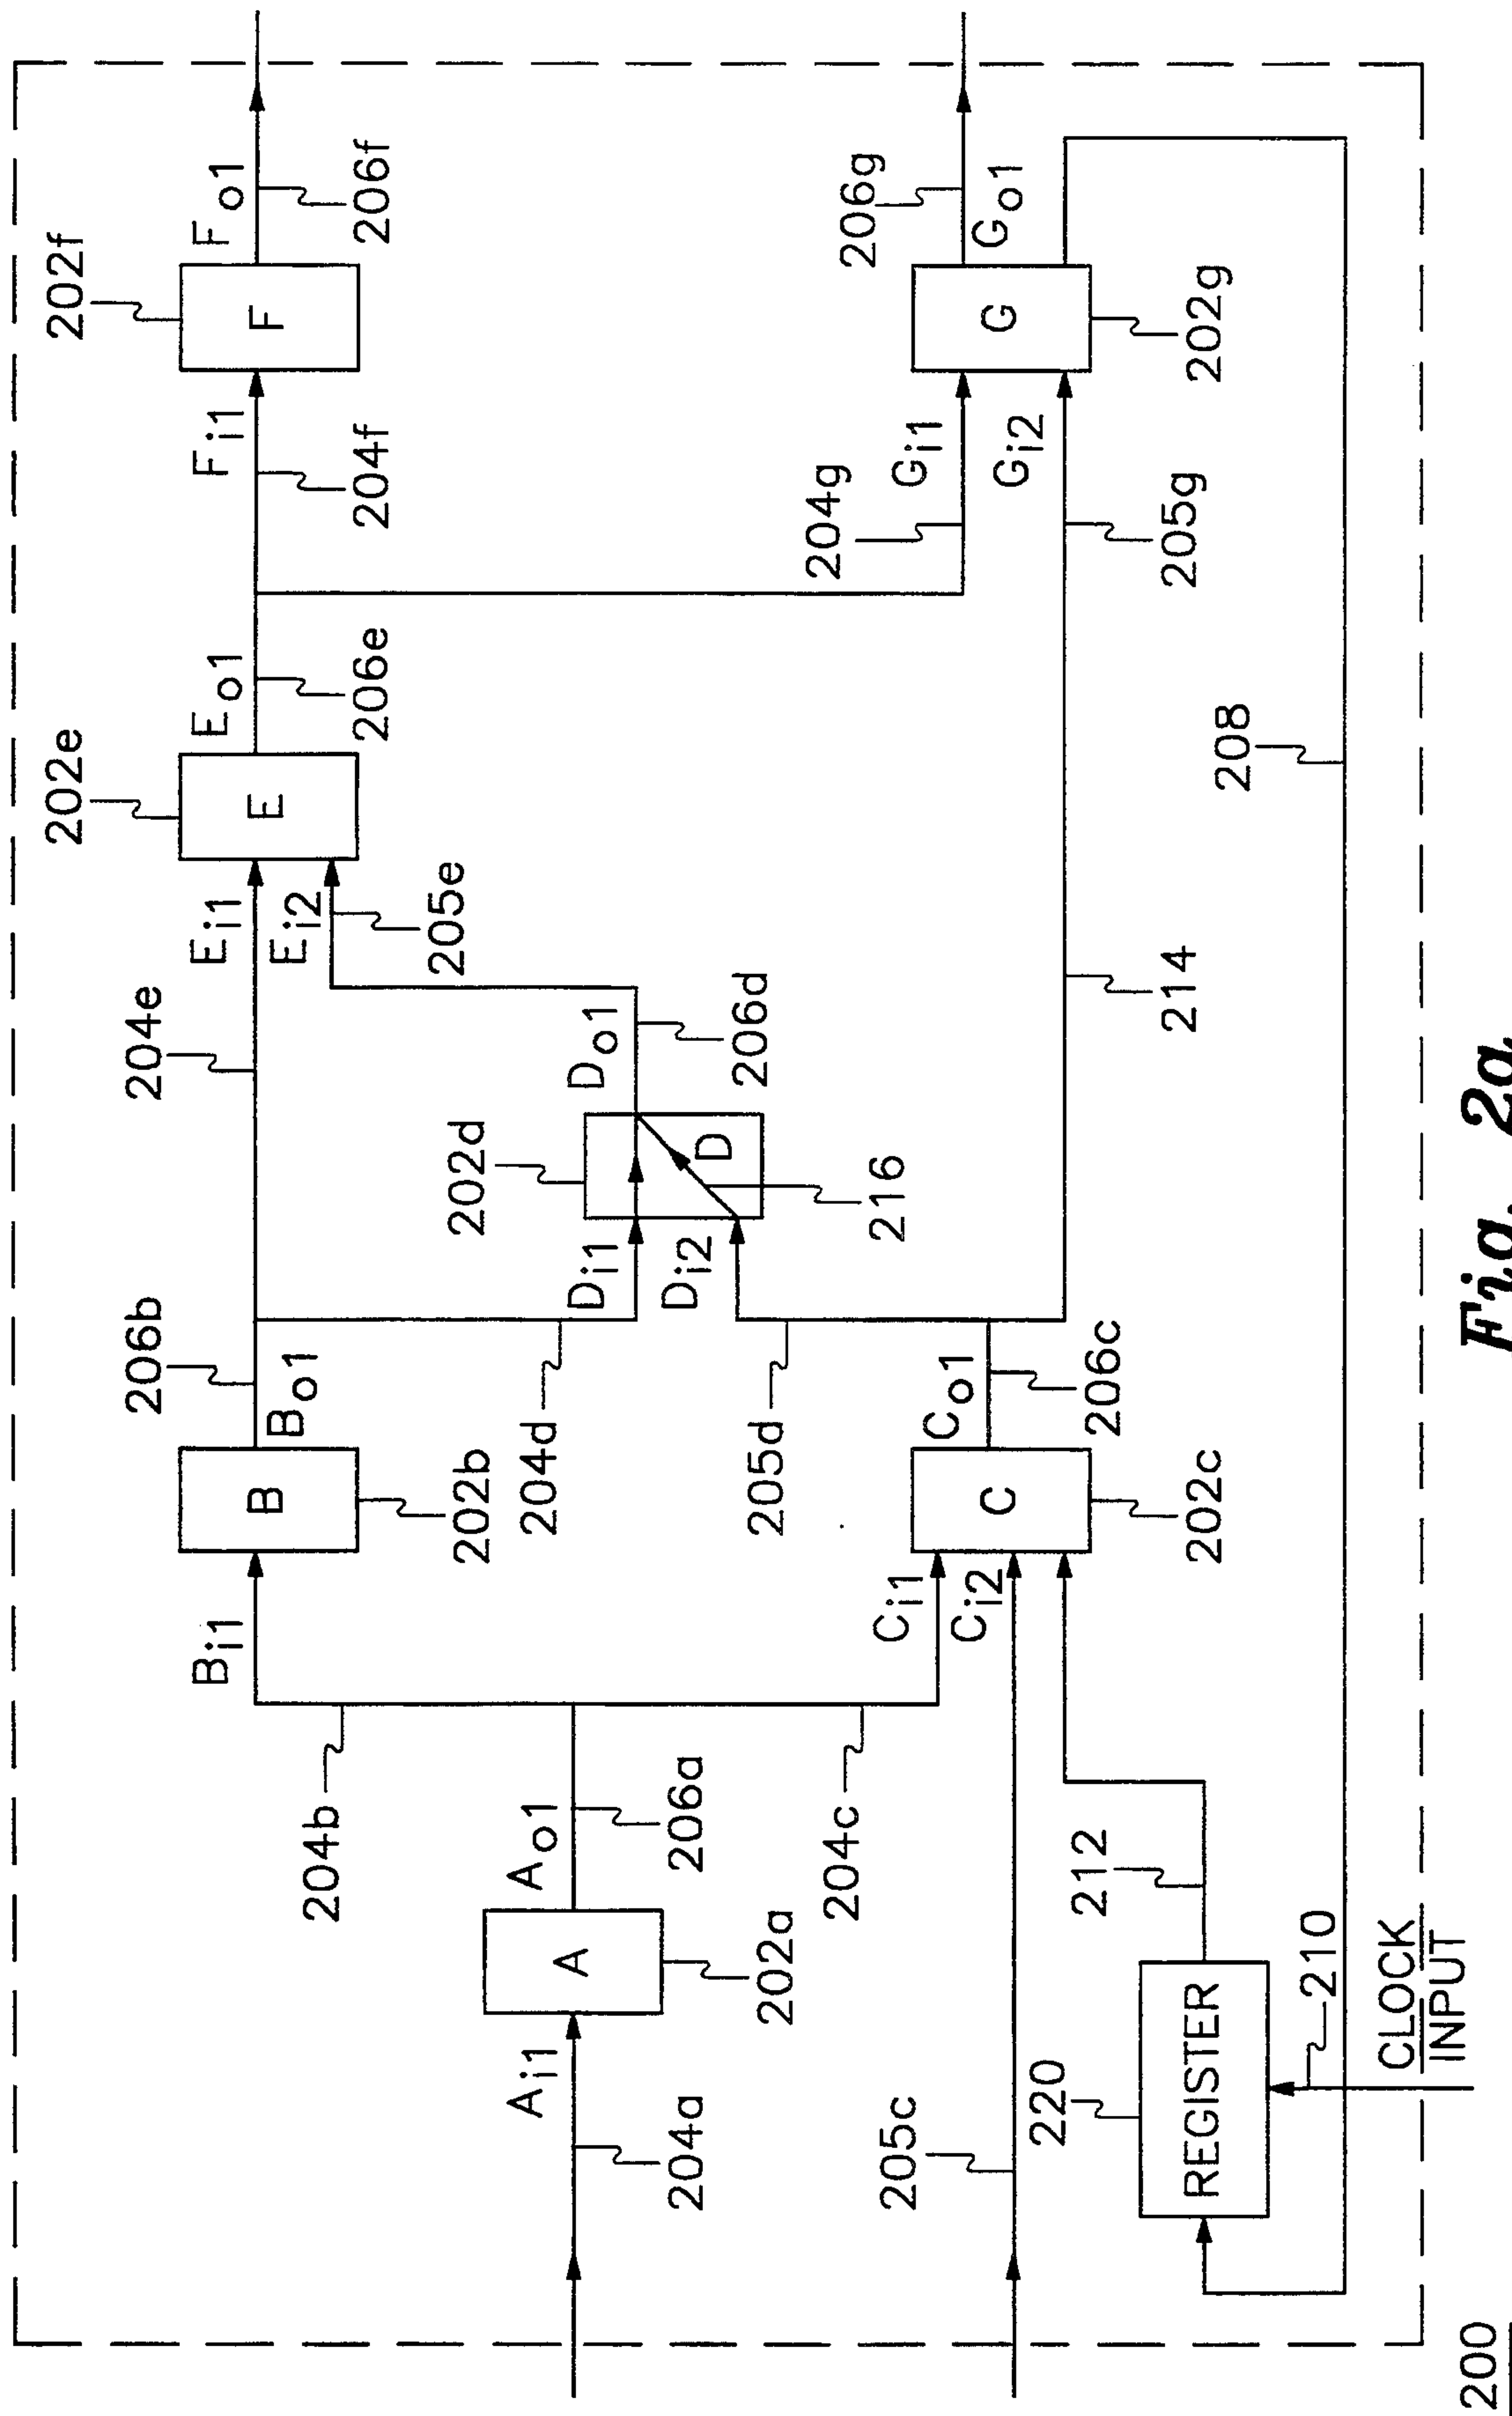 202f
F
Fo1
206f
Fi1
204f
202e
E
Eo1
206e
Ei1
Ei2
205e
204e
206b
B
Bo1
202b
Bi1
204b
204d
202d
D
Di1
Di2
Do1
206d
216
205d
A
Ao1
206a
202a
Ai1
204a
204c
C
Co1
206c
202c
Ci1
Ci2
205c
206g
Go1
G
202g
204g
Gi1
Gi2
205g
214
208
212
220
REGISTER
210
CLOCK
INPUT
200
Fig. 2a